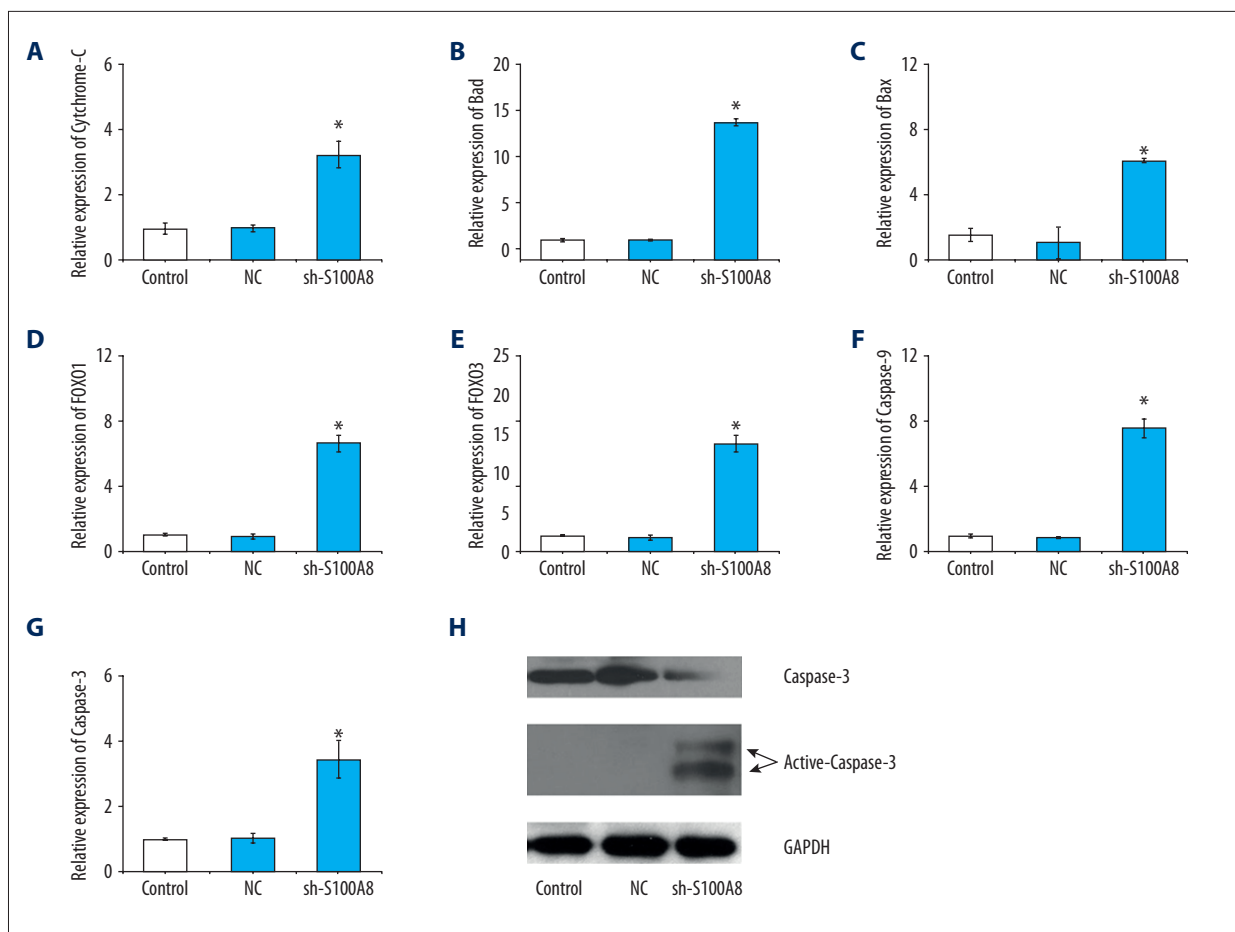 A
Relative expression of Cytchrome-C
6
4
2
0
*
Control NC sh-S100A8
B
Relative expression of Bad
20
15
10
5
0
*
Control NC sh-S100A8
C
Relative expression of Bax
12
8
4
0
*
Control NC sh-S100A8
D
Relative expression of FOXO1
12
8
4
0
*
Control NC sh-S100A8
E
Relative expression of FOXO3
25
20
15
10
5
0
*
Control NC sh-S100A8
F
Relative expression of Caspase-9
12
8
4
0
*
Control NC sh-S100A8
G
Relative expression of Caspase-3
6
4
2
0
*
Control NC sh-S100A8
H
Caspase-3
Active-Caspase-3
GAPDH
Control NC sh-S100A8